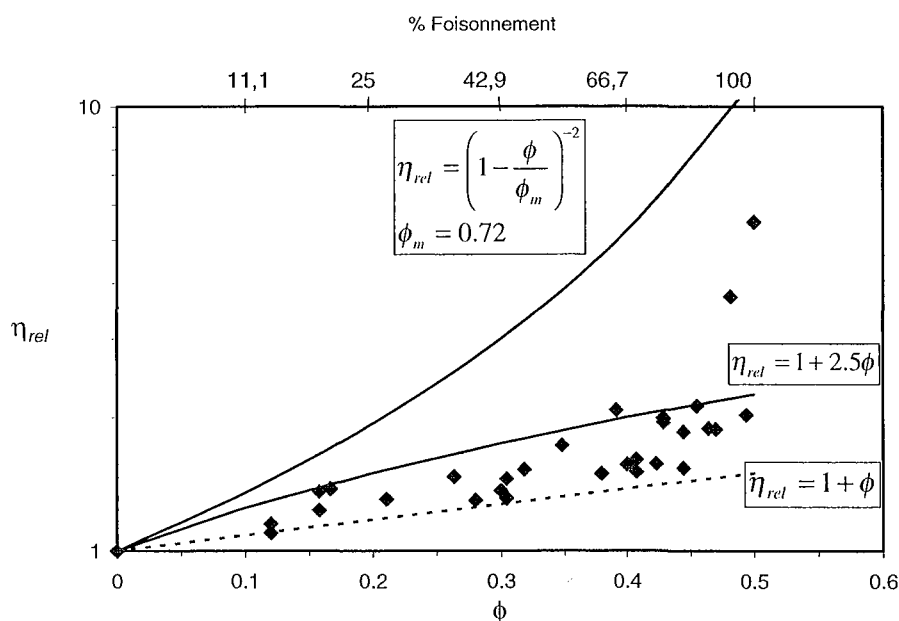 % Foisonnement
11,1 25 42,9 66,7 100
10
η_rel = (1 − φ/φ_m)^−2
φ_m = 0.72
η_rel
η_rel = 1 + 2.5φ
η_rel = 1 + φ
1
0 0.1 0.2 0.3 0.4 0.5 0.6
φ